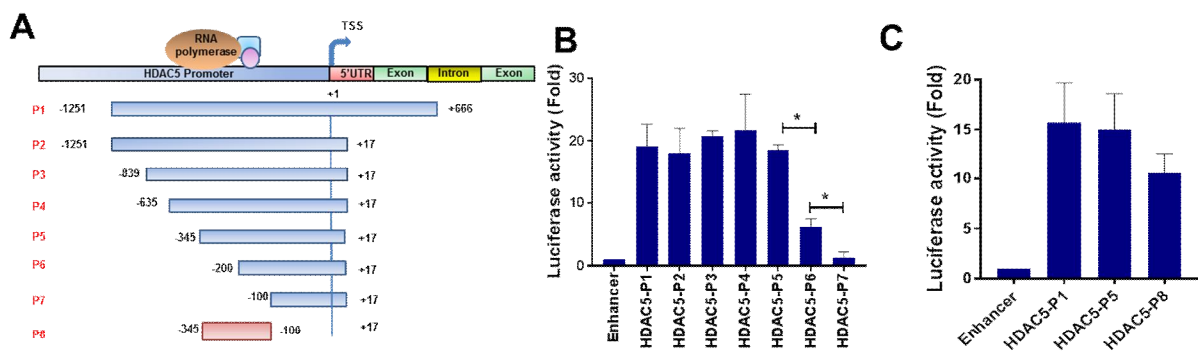 A
RNA
polymerase
TSS
HDAC5 Promoter
5'UTR
Exon
Intron
Exon
+1
P1
-1251
+666
P2
-1251
+17
P3
-839
+17
P4
-635
+17
P5
-345
+17
P6
-200
+17
P7
-100
+17
P8
-345
-100
+17
B
Luciferase activity (Fold)
30
20
10
0
*
*
Enhancer
HDAC5-P1
HDAC5-P2
HDAC5-P3
HDAC5-P4
HDAC5-P5
HDAC5-P6
HDAC5-P7
C
Luciferase activity (Fold)
20
15
10
5
0
Enhancer
HDAC5-P1
HDAC5-P5
HDAC5-P8